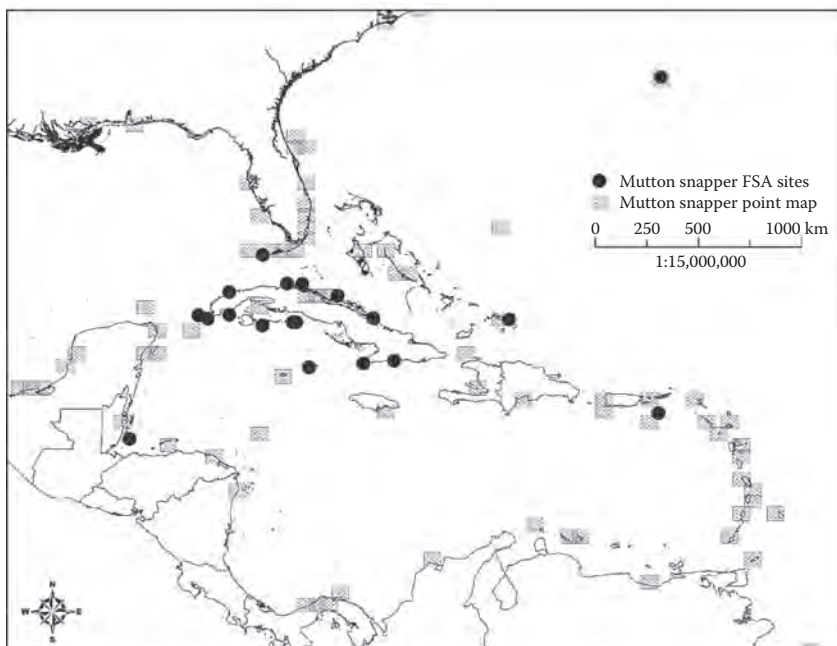 Mutton snapper FSA sites
Mutton snapper point map
0 250 500 1000 km
1:15,000,000
N
W E
S